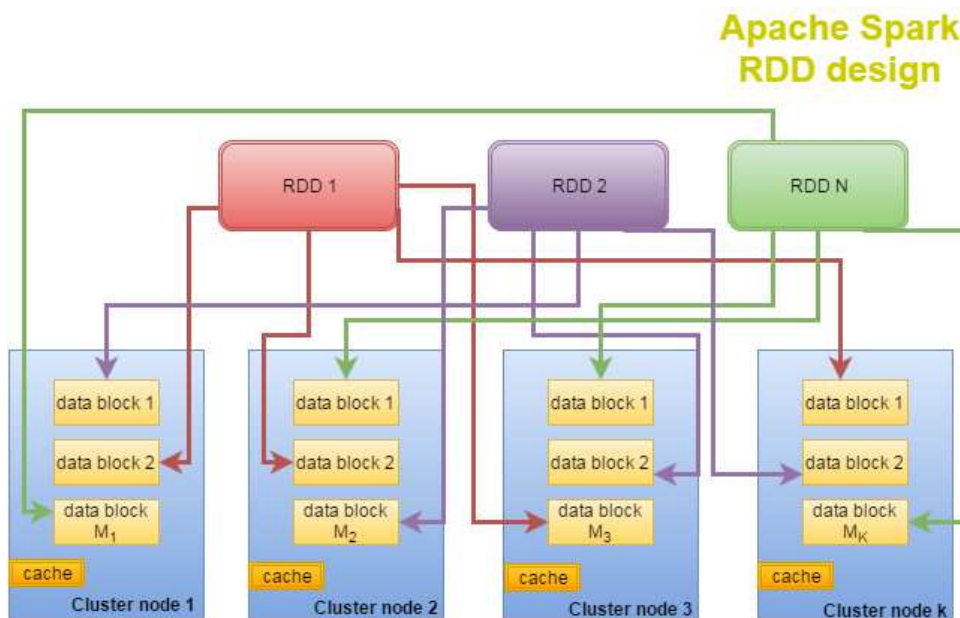 Apache Spark
RDD design
RDD 1
RDD 2
RDD N
data block 1
data block 2
data block
M1
cache
Cluster node 1
data block 1
data block 2
data block
M2
cache
Cluster node 2
data block 1
data block 2
data block
M3
cache
Cluster node 3
data block 1
data block 2
data block
MK
cache
Cluster node k